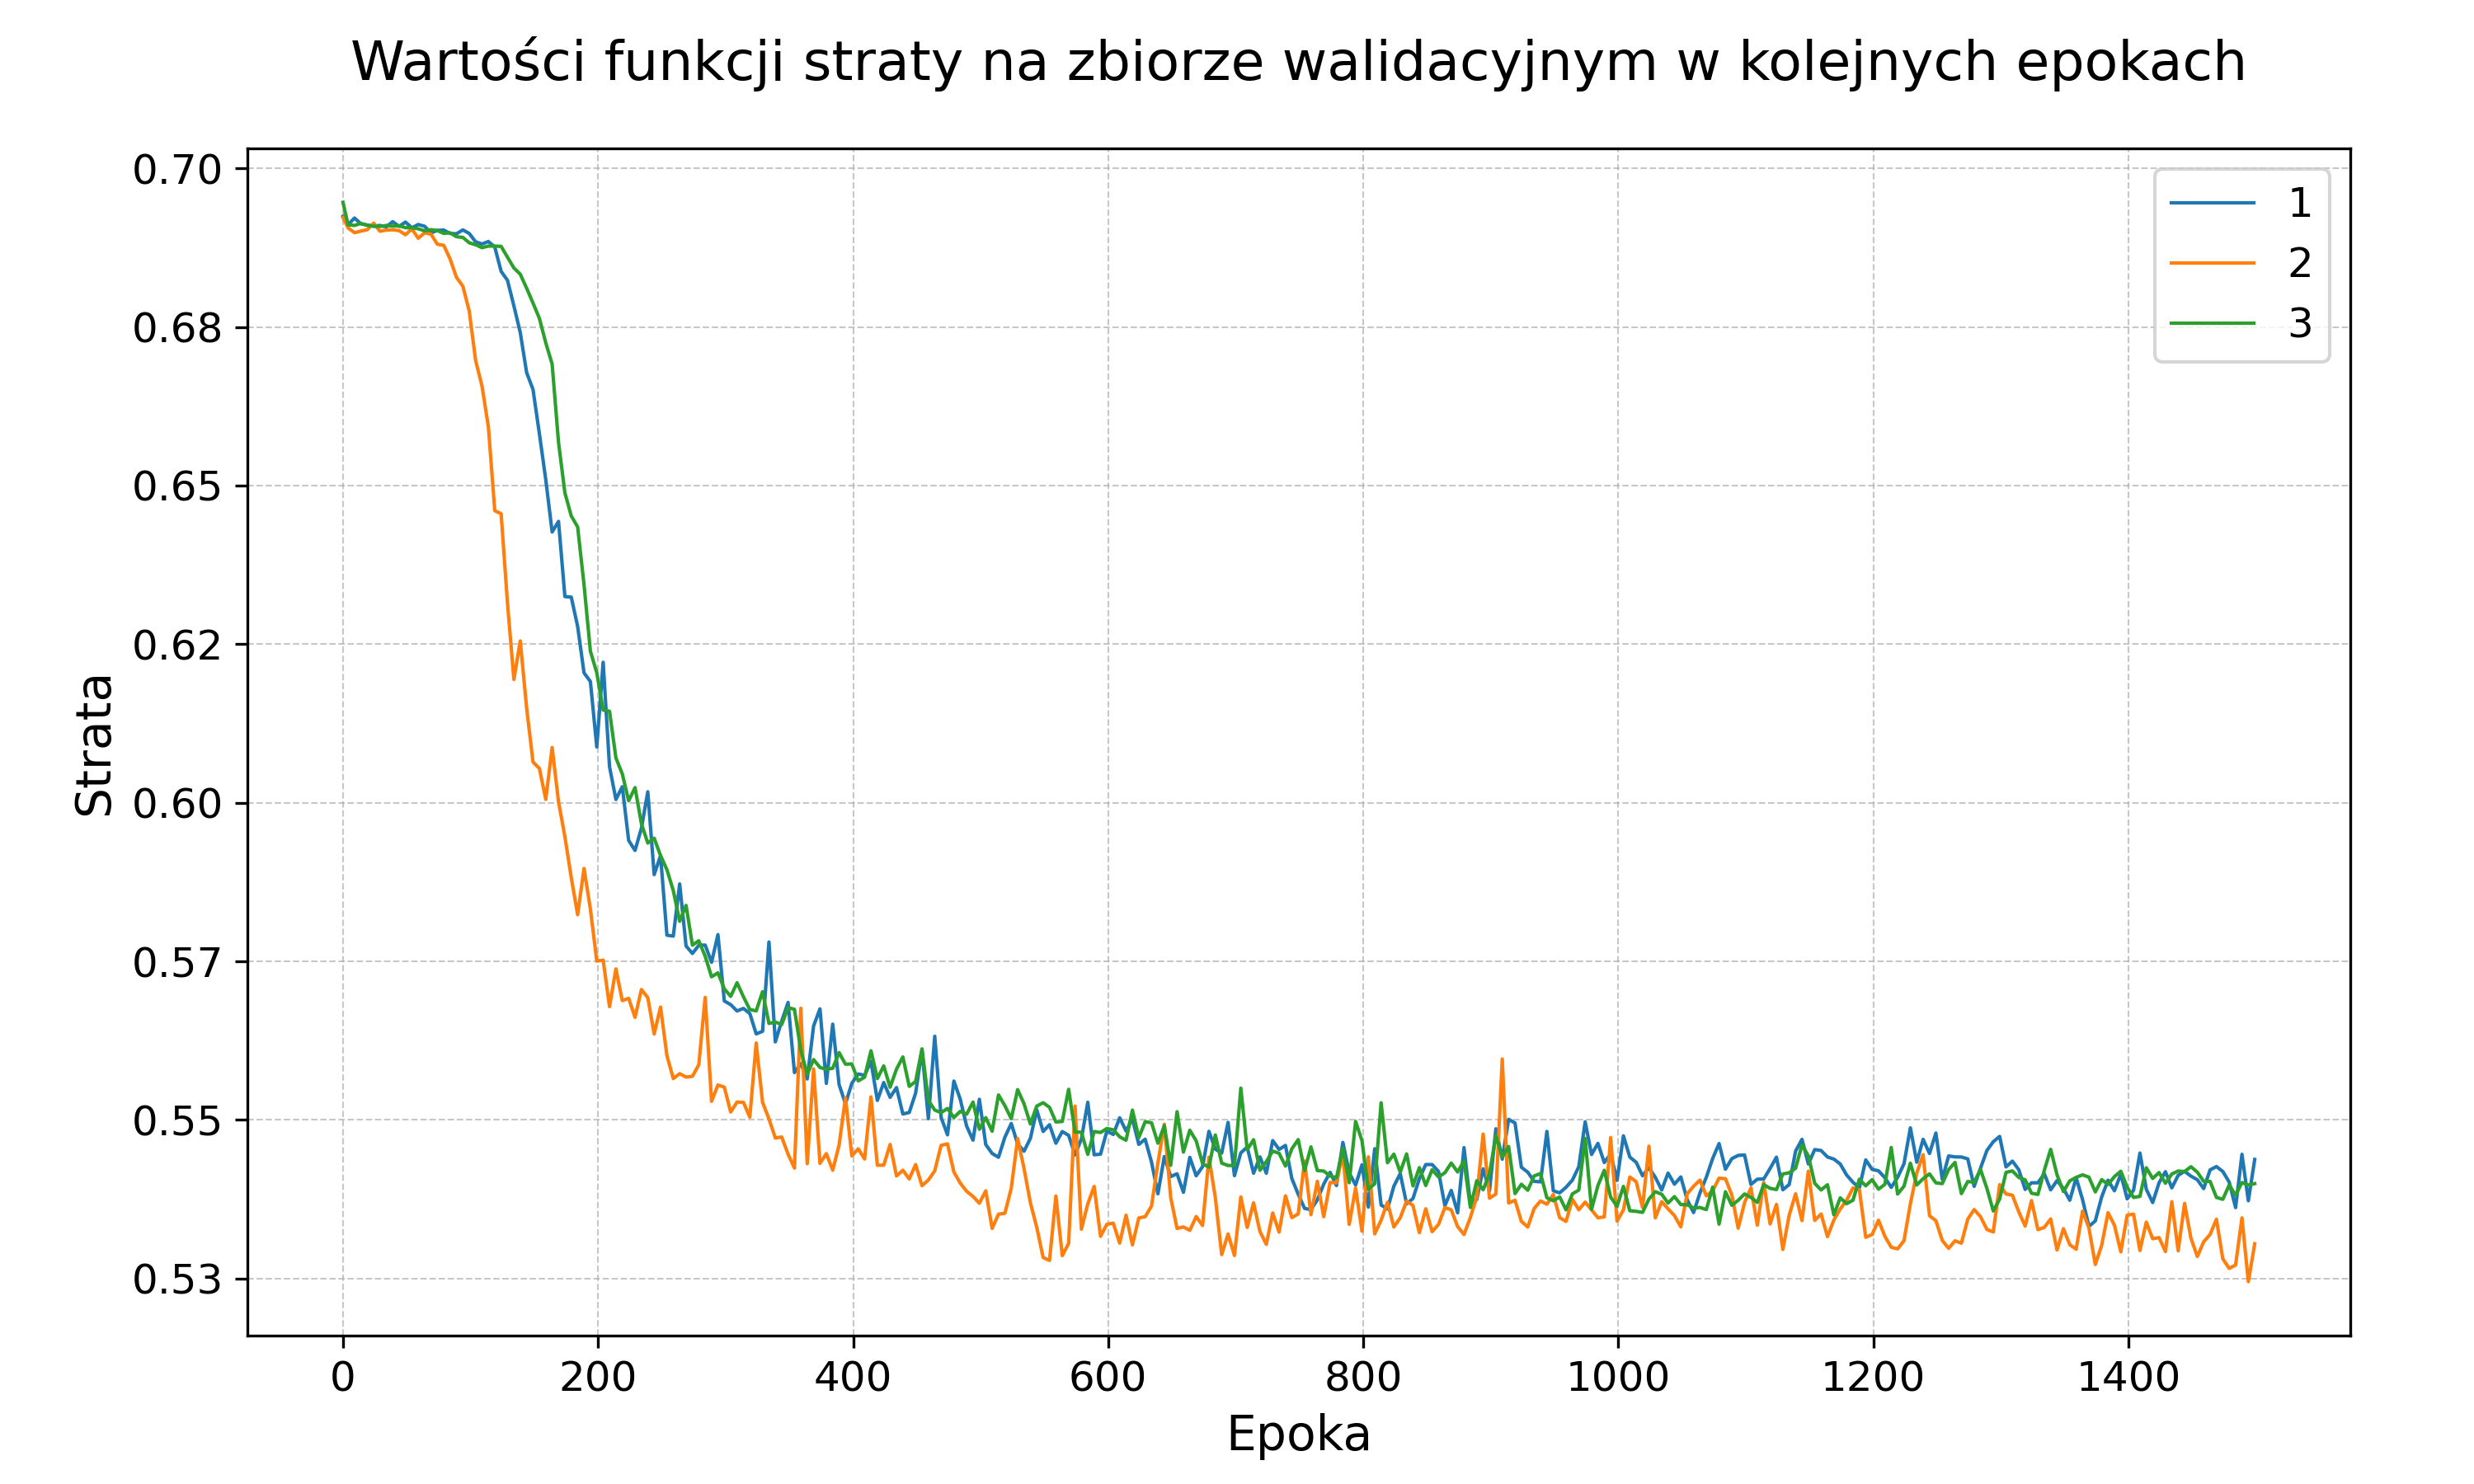 Wartości funkcji straty na zbiorze walidacyjnym w kolejnych epokach
0.70
0.68
0.65
0.62
0.60
0.57
0.55
0.53
Strata
1
2
3
0 200 400 600 800 1000 1200 1400
Epoka